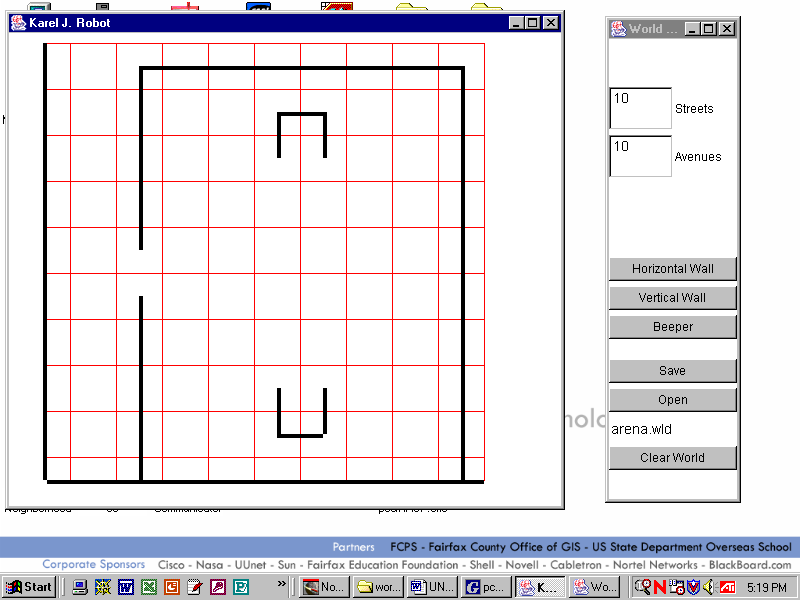 Karel J. Robot
World ...
10
Streets
10
Avenues
Horizontal Wall
Vertical Wall
Beeper
Save
Open
arena.wld
Clear World
Partners FCPS - Fairfax County Office of GIS - US State Department Overseas School
Corporate Sponsors Cisco - Nasa - UUnet - Sun - Fairfax Education Foundation - Shell - Novell - Cabletron - Nortel Networks - BlackBoard.com
Start » No... wor... UN... pc... K... Wo... 5:19 PM